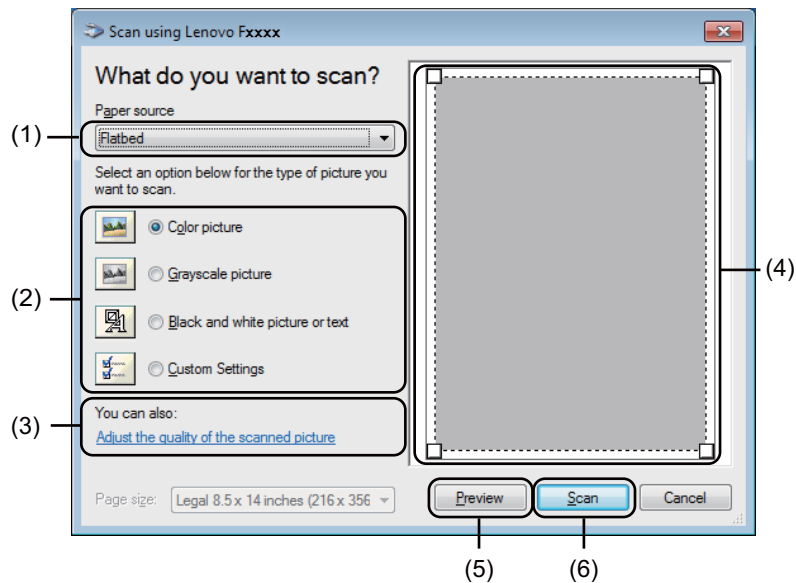 Scan using Lenovo Fxxxx
What do you want to scan?
Paper source
(1)
Flatbed
Select an option below for the type of picture you
want to scan.
(2)
Color picture
Grayscale picture
Black and white picture or text
Custom Settings
(3)
You can also:
Adjust the quality of the scanned picture
(4)
Page size: Legal 8.5 x 14 inches (216 x 356
Preview Scan Cancel
(5) (6)